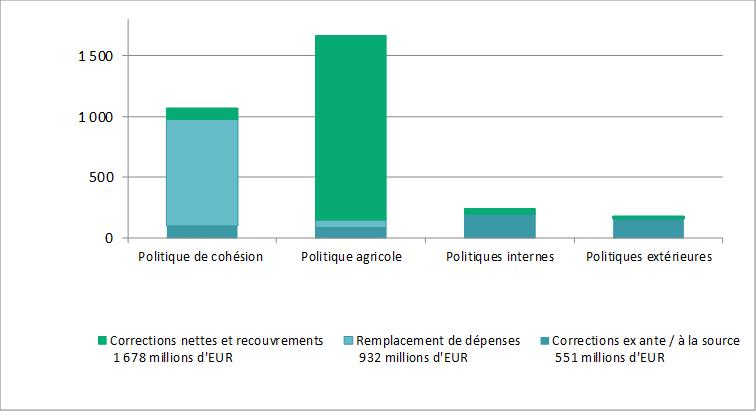 1 500
1 000
500
0
Politique de cohésion
Politique agricole
Politiques internes
Politiques extérieures
Corrections nettes et recouvrements
1 678 millions d'EUR
Remplacement de dépenses
932 millions d'EUR
Corrections ex ante / à la source
551 millions d'EUR